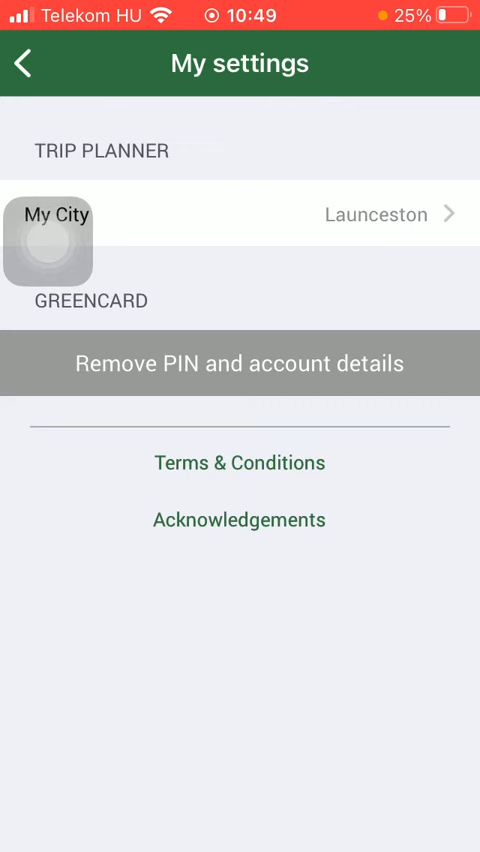 Telekom HU 10:49 25%
My settings
TRIP PLANNER
My City Launceston
GREENCARD
Remove PIN and account details
Terms & Conditions
Acknowledgements